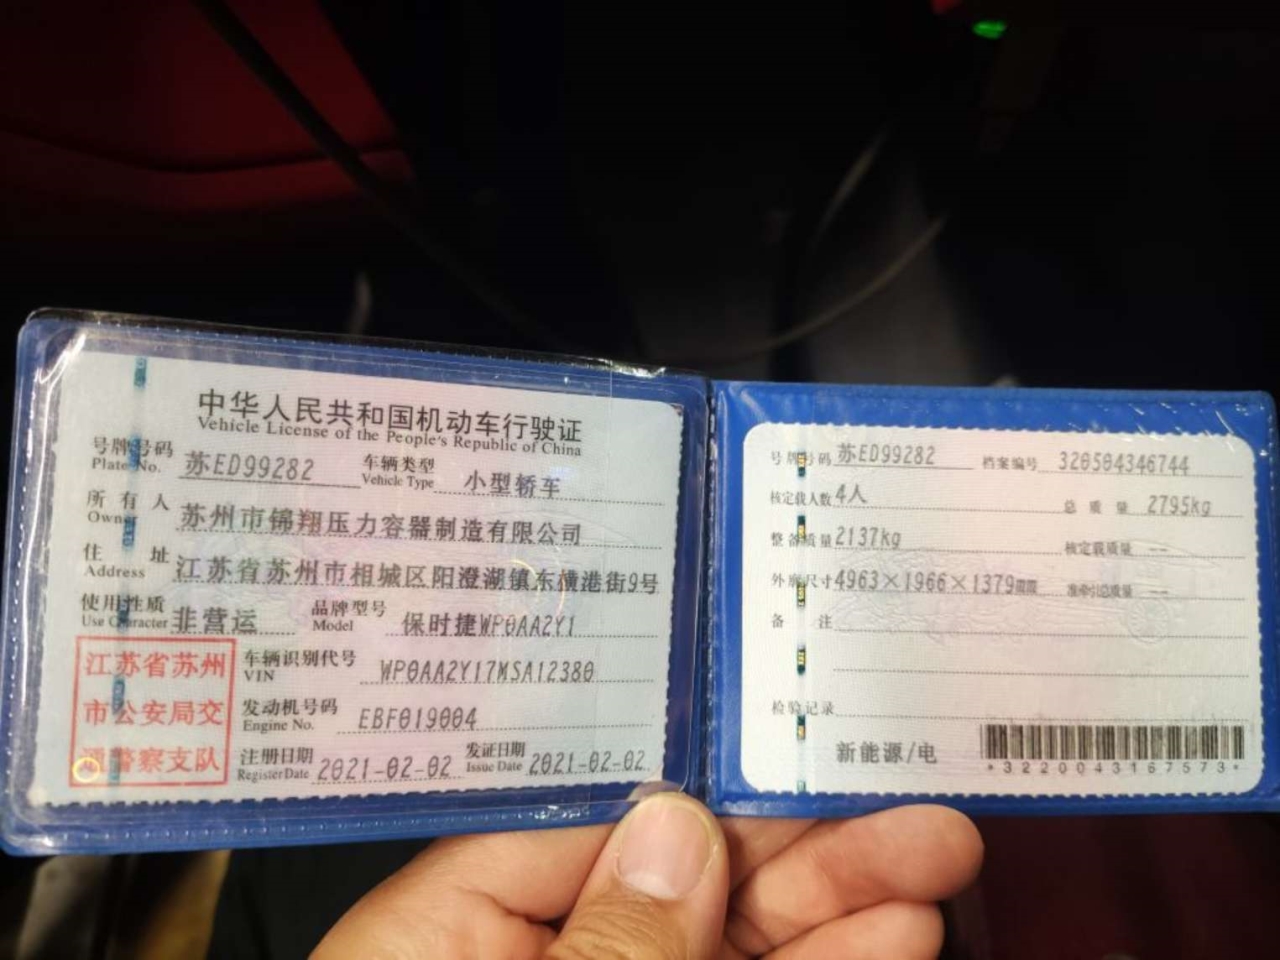 中华人民共和国机动车行驶证
Vehicle License of the People's Republic of China
号牌号码 Plate No. 苏ED99282 车辆类型 Vehicle Type 小型轿车
所有人 Owner 苏州市锦翔压力容器制造有限公司
住址 Address 江苏省苏州市相城区阳澄湖镇东横港街9号
使用性质 Use Character 非营运 品牌型号 Model 保时捷WP0AA2Y1
江苏省苏州
市公安局交
通警察支队
车辆识别代号 VIN WP0AA2Y17MSA12380
发动机号码 Engine No. EBF019004
注册日期 Register Date 2021-02-02 发证日期 Issue Date 2021-02-02
号牌号码 苏ED99282 档案编号 320504346744
核定载人数 4人 总质量 2795kg
整备质量 2137kg 核定载质量 --
外廓尺寸 4963×1966×1379 准牵引总质量 --
备注
检验记录
新能源/电
*3220043167573*